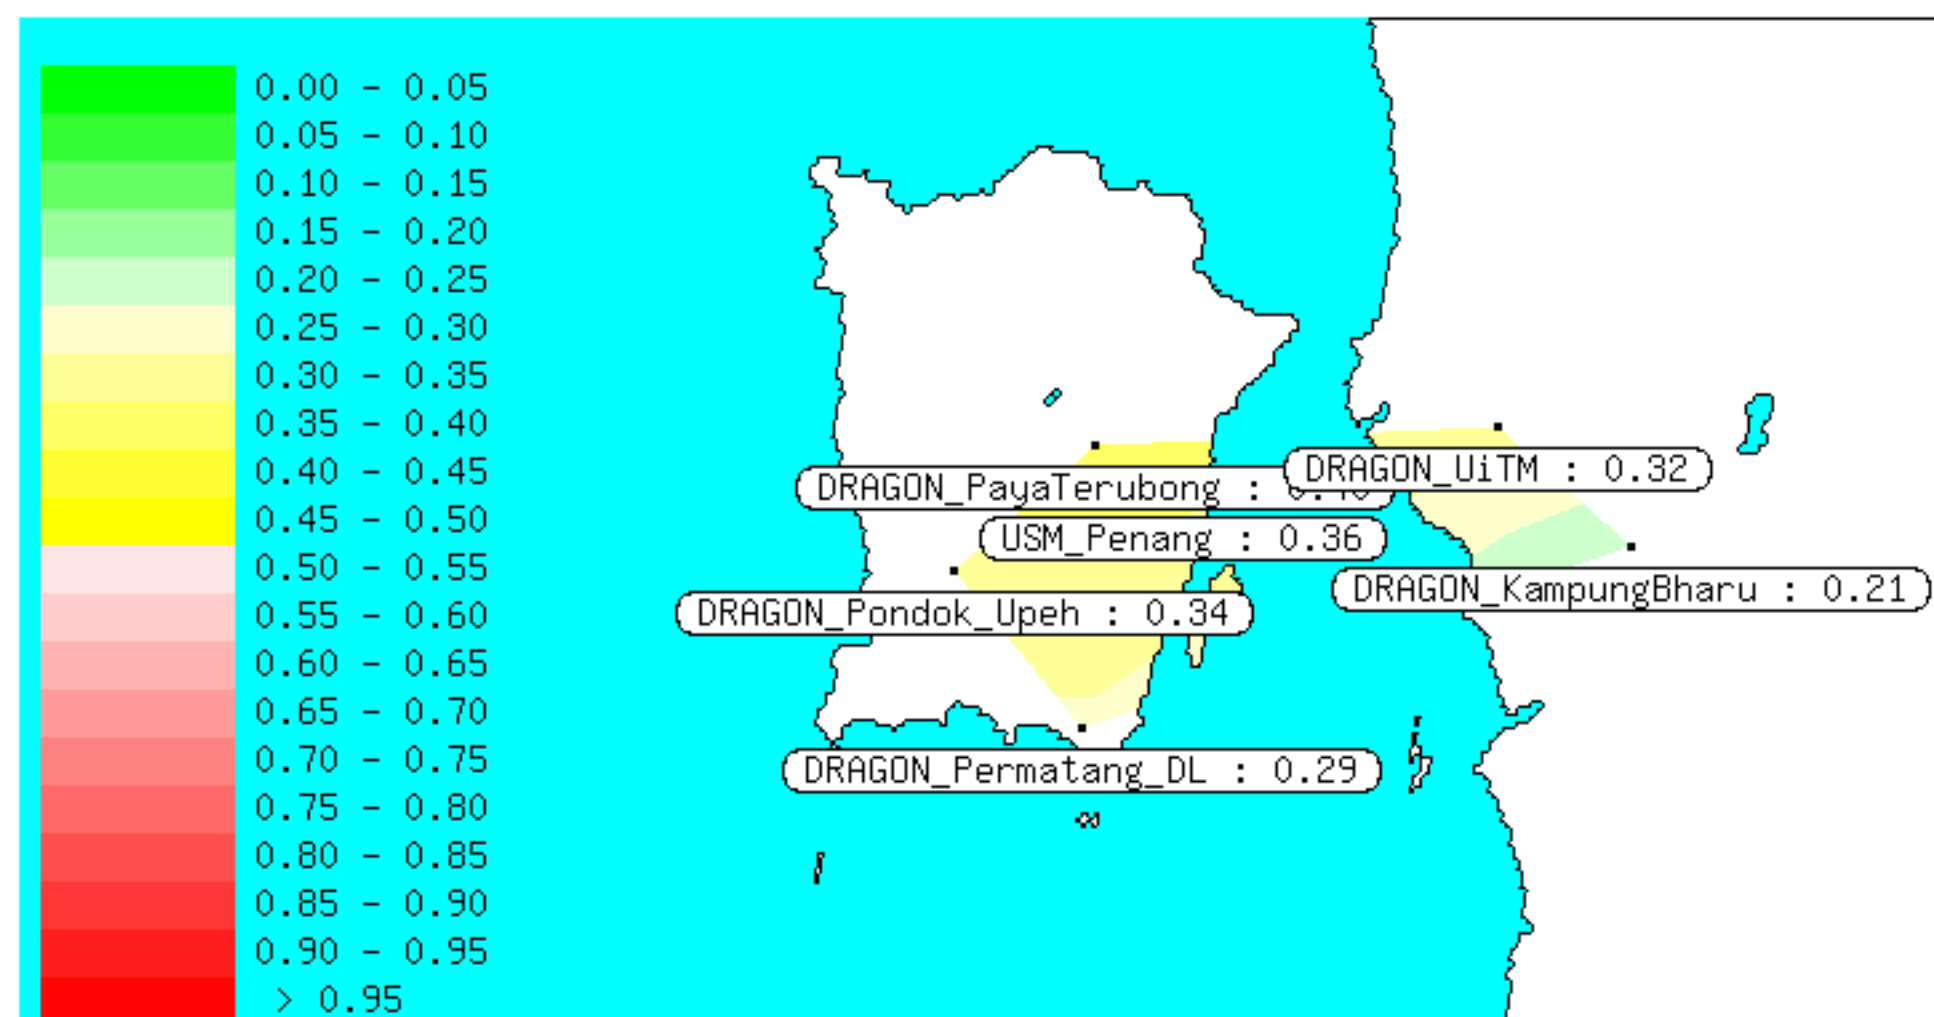 0.00 - 0.05
0.05 - 0.10
0.10 - 0.15
0.15 - 0.20
0.20 - 0.25
0.25 - 0.30
0.30 - 0.35
0.35 - 0.40
0.40 - 0.45
0.45 - 0.50
0.50 - 0.55
0.55 - 0.60
0.60 - 0.65
0.65 - 0.70
0.70 - 0.75
0.75 - 0.80
0.80 - 0.85
0.85 - 0.90
0.90 - 0.95
> 0.95
DRAGON_UiTM : 0.32
DRAGON_PayaTerubong :
USM_Penang : 0.36
DRAGON_KampungBharu : 0.21
DRAGON_Pondok_Upeh : 0.34
DRAGON_Permatang_DL : 0.29